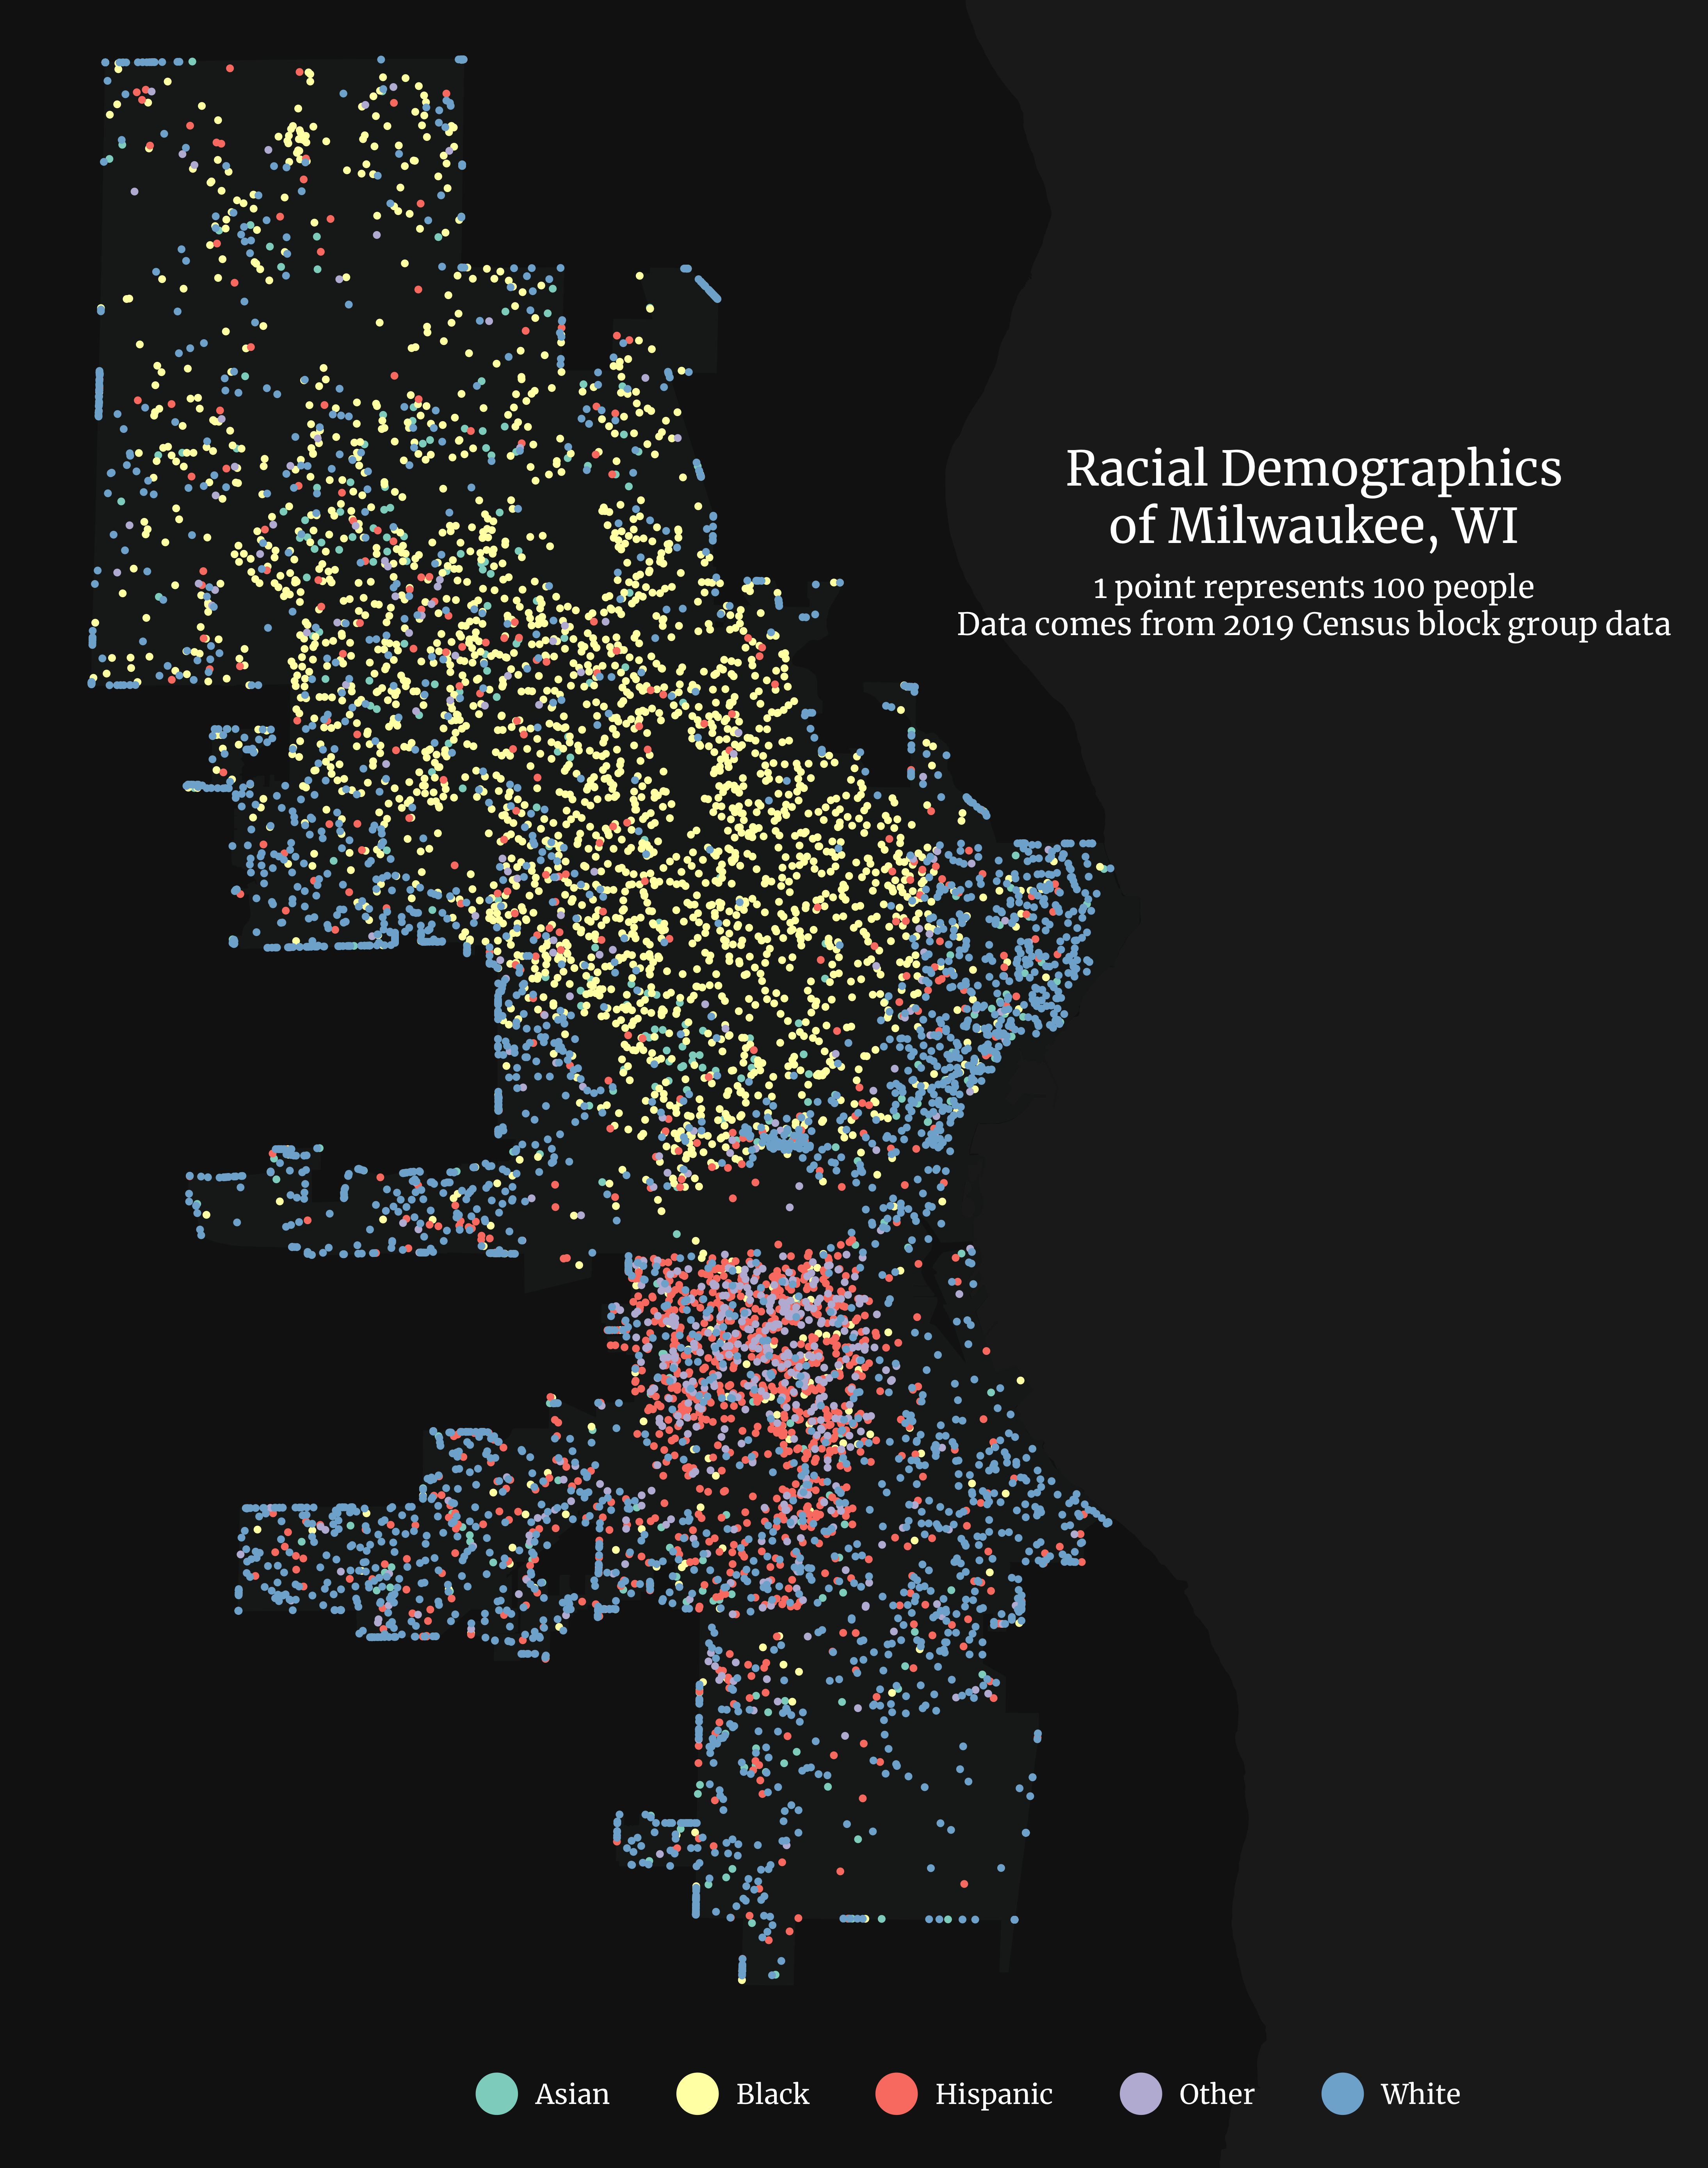 Racial Demographics
of Milwaukee, WI
1 point represents 100 people
Data comes from 2019 Census block group data
Asian Black Hispanic Other White